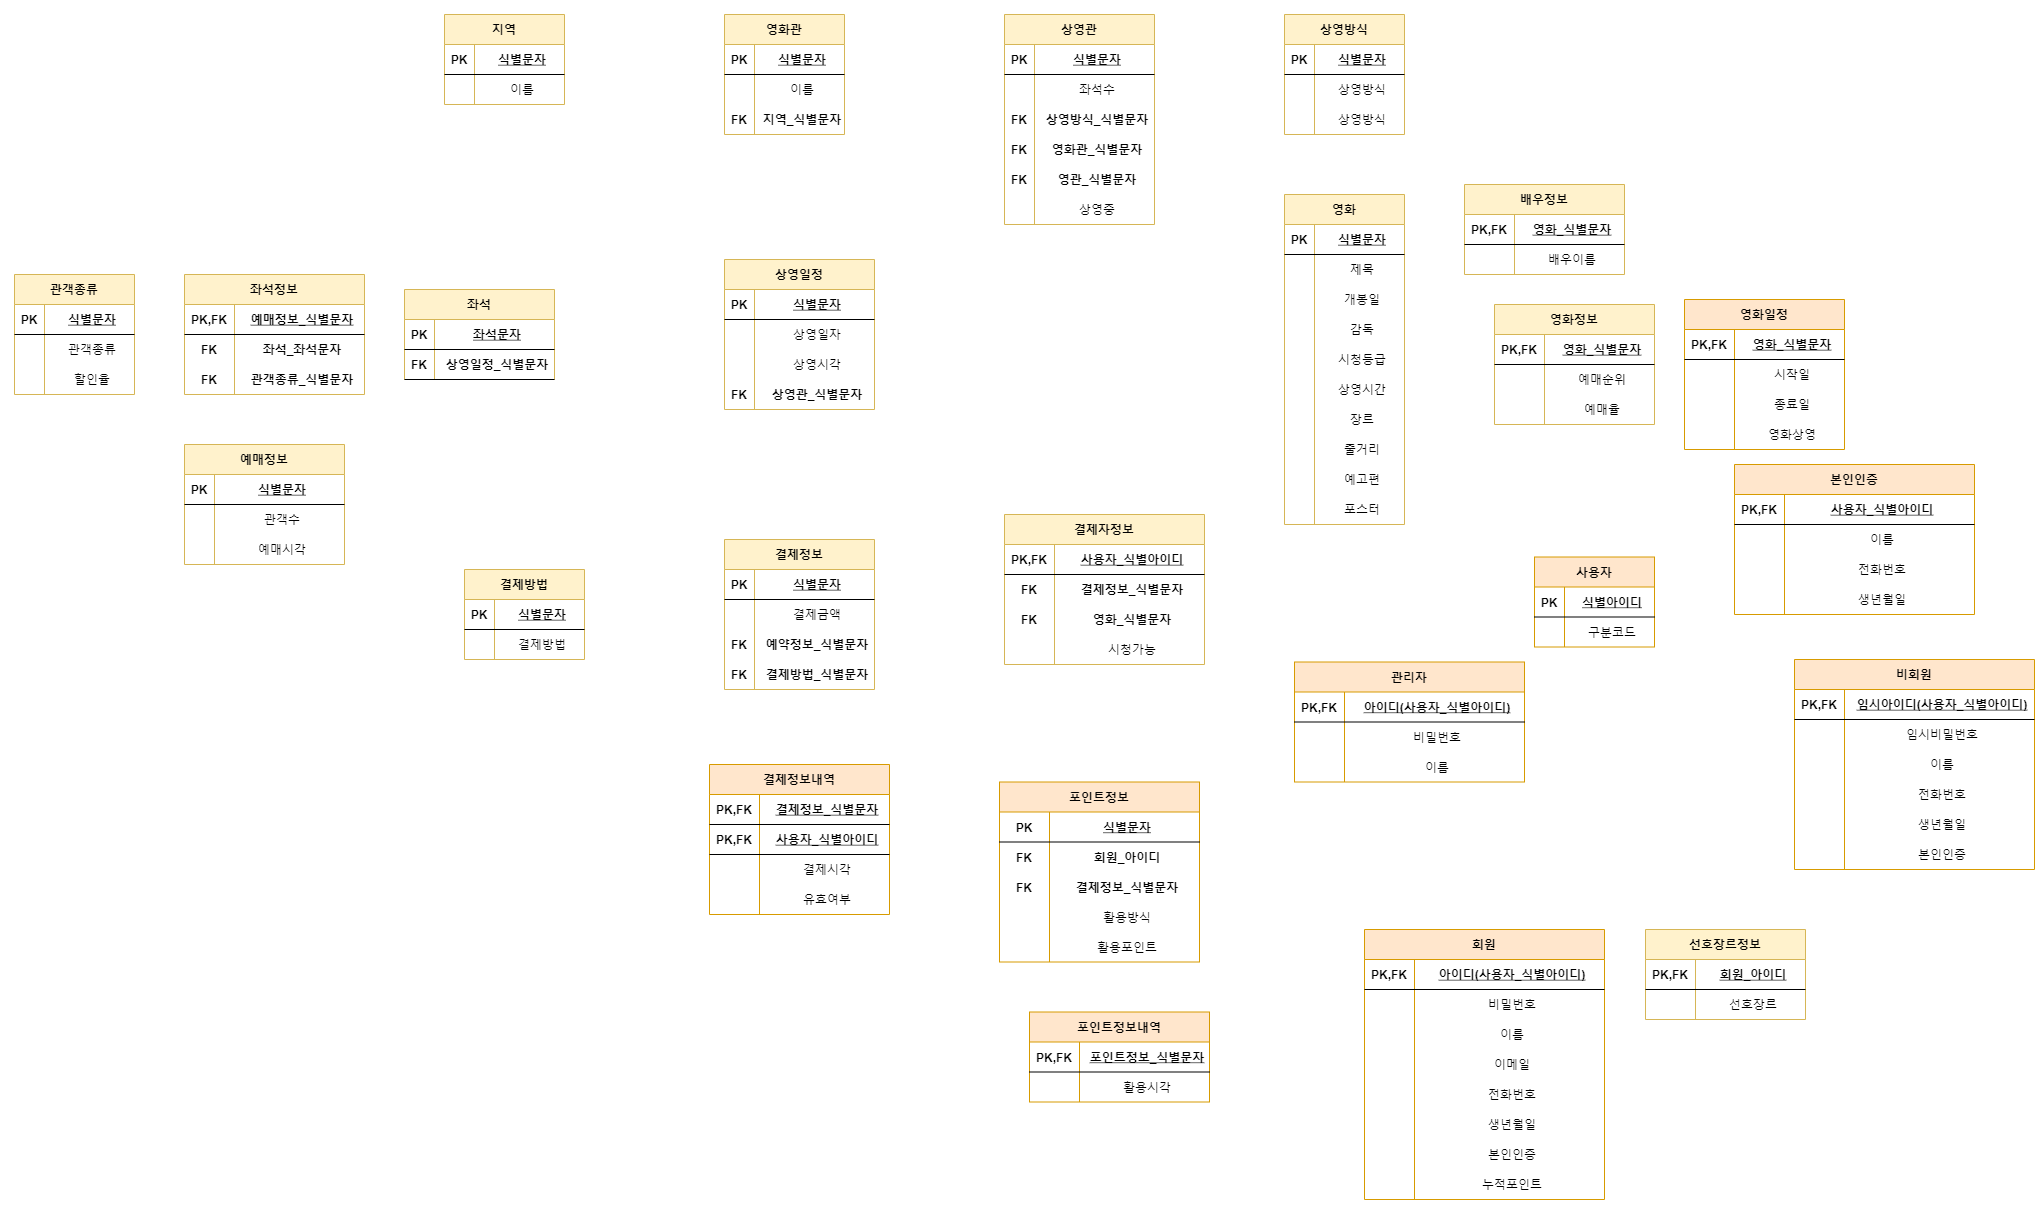 지역
PK 식별문자
이름
영화관
PK 식별문자
이름
FK 지역_식별문자
상영관
PK 식별문자
좌석수
FK 상영방식_식별문자
FK 영화관_식별문자
FK 영관_식별문자
상영중
상영방식
PK 식별문자
상영방식
상영방식
영화
PK 식별문자
제목
개봉일
감독
시청등급
상영시간
장르
줄거리
예고편
포스터
배우정보
PK,FK 영화_식별문자
배우이름
관객종류
PK 식별문자
관객종류
할인율
좌석정보
PK,FK 예매정보_식별문자
FK 좌석_좌석문자
FK 관객종류_식별문자
좌석
PK 좌석문자
FK 상영일정_식별문자
상영일정
PK 식별문자
상영일자
상영시각
FK 상영관_식별문자
영화정보
PK,FK 영화_식별문자
예매순위
예매율
영화일정
PK,FK 영화_식별문자
시작일
종료일
영화상영
예매정보
PK 식별문자
관객수
예매시각
본인인증
PK,FK 사용자_식별아이디
이름
전화번호
생년월일
결제방법
PK 식별문자
결제방법
결제정보
PK 식별문자
결제금액
FK 예약정보_식별문자
FK 결제방법_식별문자
결제자정보
PK,FK 사용자_식별아이디
FK 결제정보_식별문자
FK 영화_식별문자
시청가능
사용자
PK 식별아이디
구분코드
관리자
PK,FK 아이디(사용자_식별아이디)
비밀번호
이름
비회원
PK,FK 임시아이디(사용자_식별아이디)
임시비밀번호
이름
전화번호
생년월일
본인인증
결제정보내역
PK,FK 결제정보_식별문자
PK,FK 사용자_식별아이디
결제시각
유효여부
포인트정보
PK 식별문자
FK 회원_아이디
FK 결제정보_식별문자
활용방식
활용포인트
회원
PK,FK 아이디(사용자_식별아이디)
비밀번호
이름
이메일
전화번호
생년월일
본인인증
누적포인트
선호장르정보
PK,FK 회원_아이디
선호장르
포인트정보내역
PK,FK 포인트정보_식별문자
활용시각